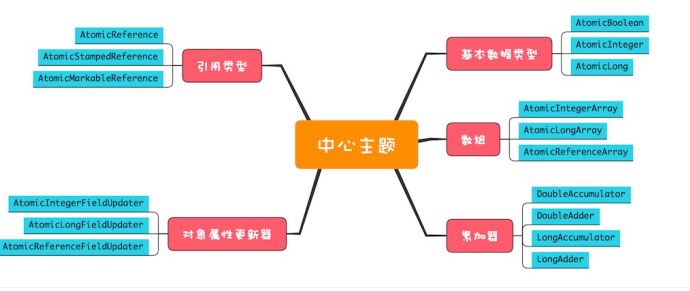 中心主题
基本数据类型
AtomicBoolean
AtomicInteger
AtomicLong
数组
AtomicIntegerArray
AtomicLongArray
AtomicReferenceArray
累加器
DoubleAccumulator
DoubleAdder
LongAccumulator
LongAdder
引用类型
AtomicReference
AtomicStampedReference
AtomicMarkableReference
对象属性更新器
AtomicIntegerFieldUpdater
AtomicLongFieldUpdater
AtomicReferenceFieldUpdater